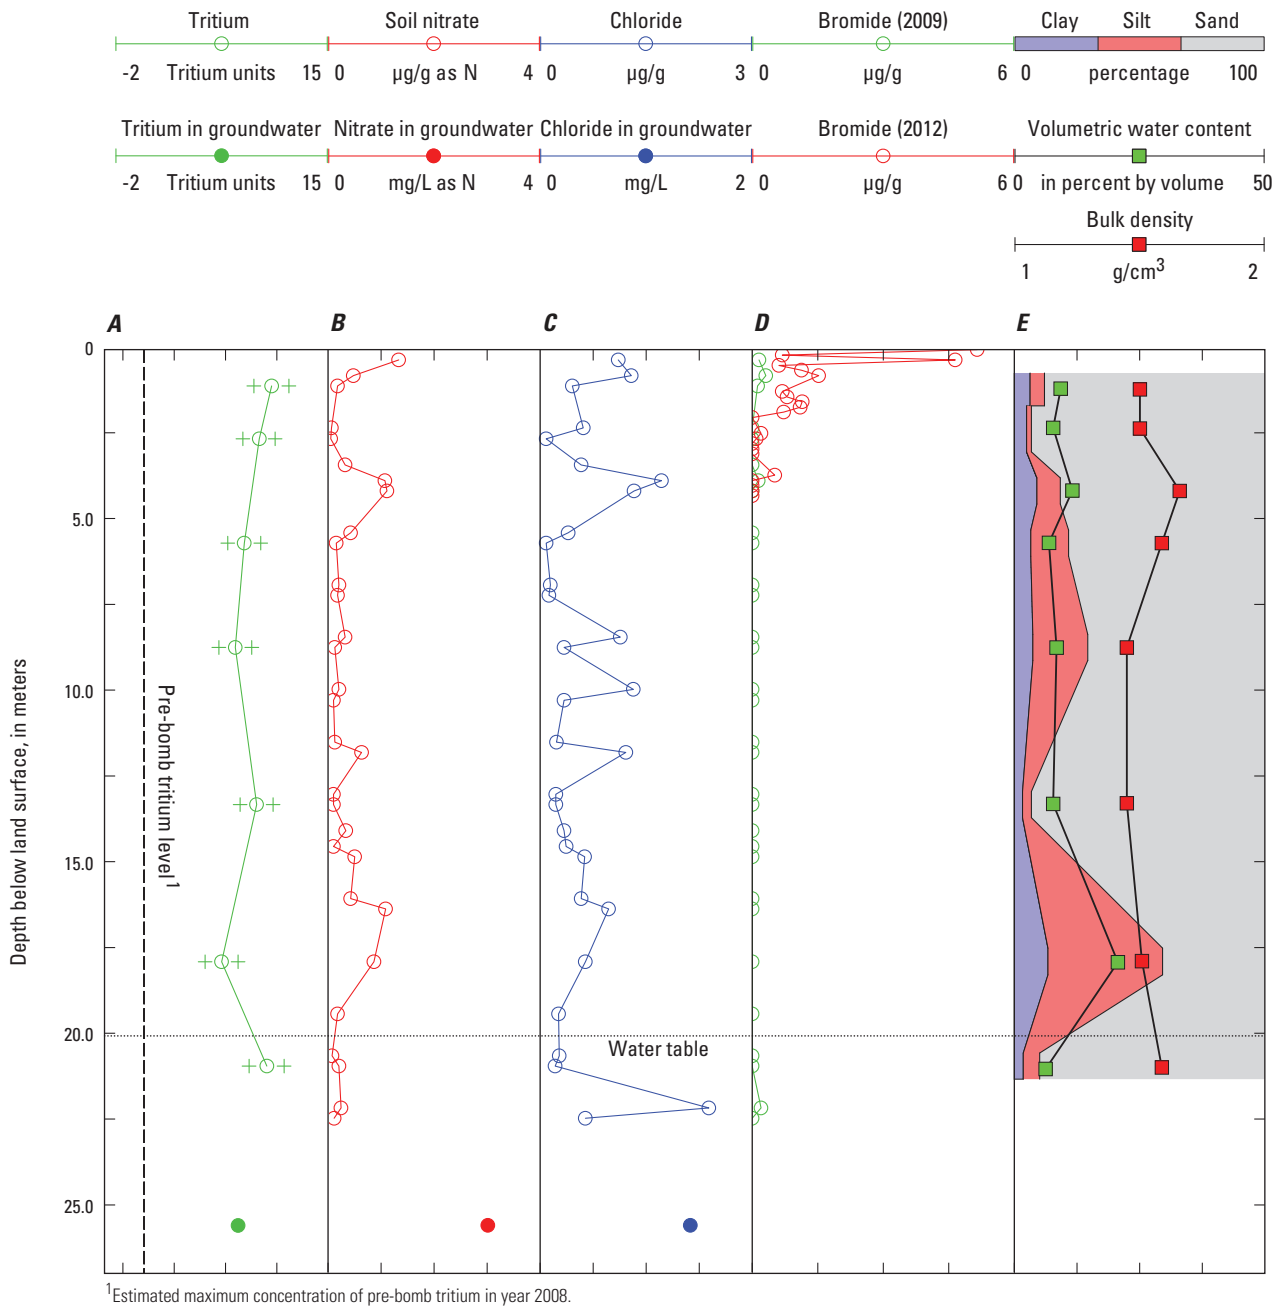 Tritium Soil nitrate Chloride Bromide (2009) Clay Silt Sand
-2 Tritium units 15 0 µg/g as N 4 0 µg/g 3 0 µg/g 6 0 percentage 100
Tritium in groundwater Nitrate in groundwater Chloride in groundwater Bromide (2012) Volumetric water content
-2 Tritium units 15 0 mg/L as N 4 0 mg/L 2 0 µg/g 6 0 in percent by volume 50
Bulk density
1 g/cm3 2
A B C D E
0
5.0
10.0
15.0
20.0
25.0
Depth below land surface, in meters
Pre-bomb tritium level1
Water table
1Estimated maximum concentration of pre-bomb tritium in year 2008.